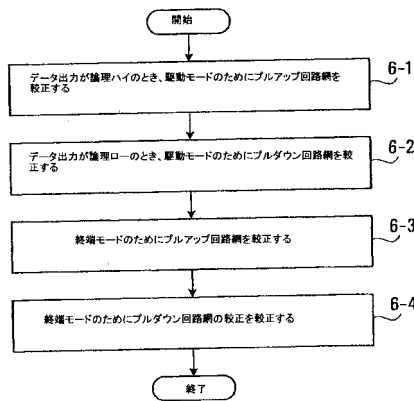 開始
データ出力が論理ハイのとき、駆動モードのためにプルアップ回路網を
較正する
6-1
データ出力が論理ローのとき、駆動モードのためにプルダウン回路網を較
正する
6-2
終端モードのためにプルアップ回路網を較正する
6-3
終端モードのためにプルダウン回路網の較正を較正する
6-4
終了